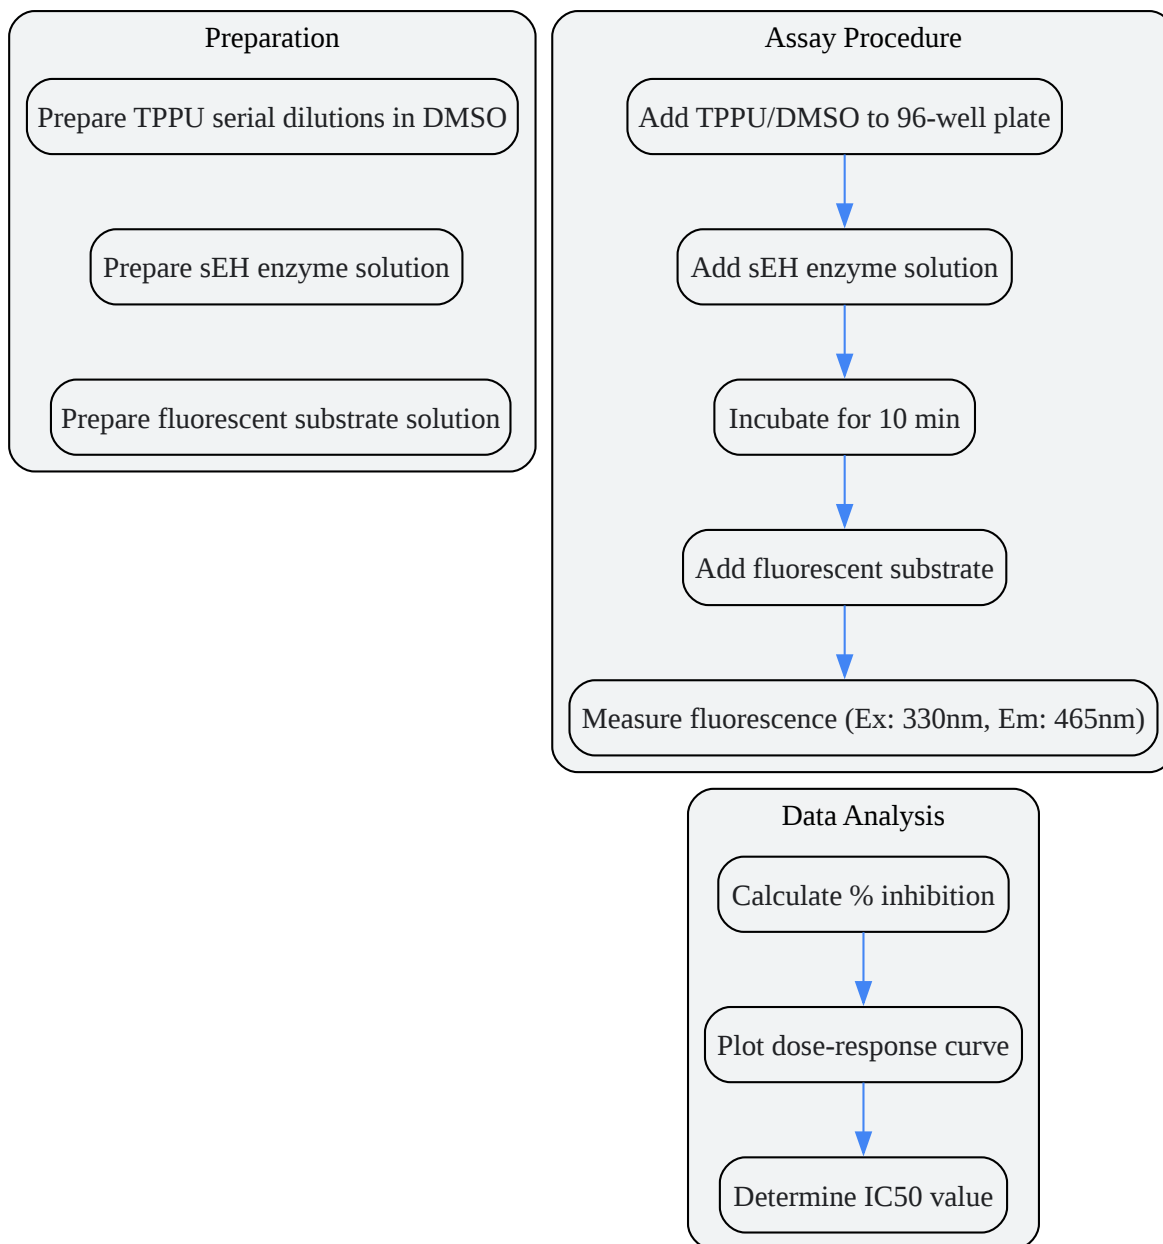 Preparation
Prepare TPPU serial dilutions in DMSO
Prepare sEH enzyme solution
Prepare fluorescent substrate solution
Assay Procedure
Add TPPU/DMSO to 96-well plate
Add sEH enzyme solution
Incubate for 10 min
Add fluorescent substrate
Measure fluorescence (Ex: 330nm, Em: 465nm)
Data Analysis
Calculate % inhibition
Plot dose-response curve
Determine IC50 value